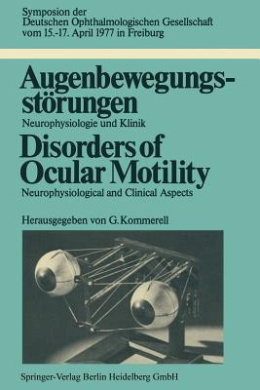 Symposion der
Deutschen Ophthalmologischen Gesellschaft
vom 15.-17. April 1977 in Freiburg
Augenbewegungs-
störungen
Neurophysiologie und Klinik
Disorders of
Ocular Motility
Neurophysiological and Clinical Aspects
Herausgegeben von G. Kommerell
Springer-Verlag Berlin Heidelberg GmbH